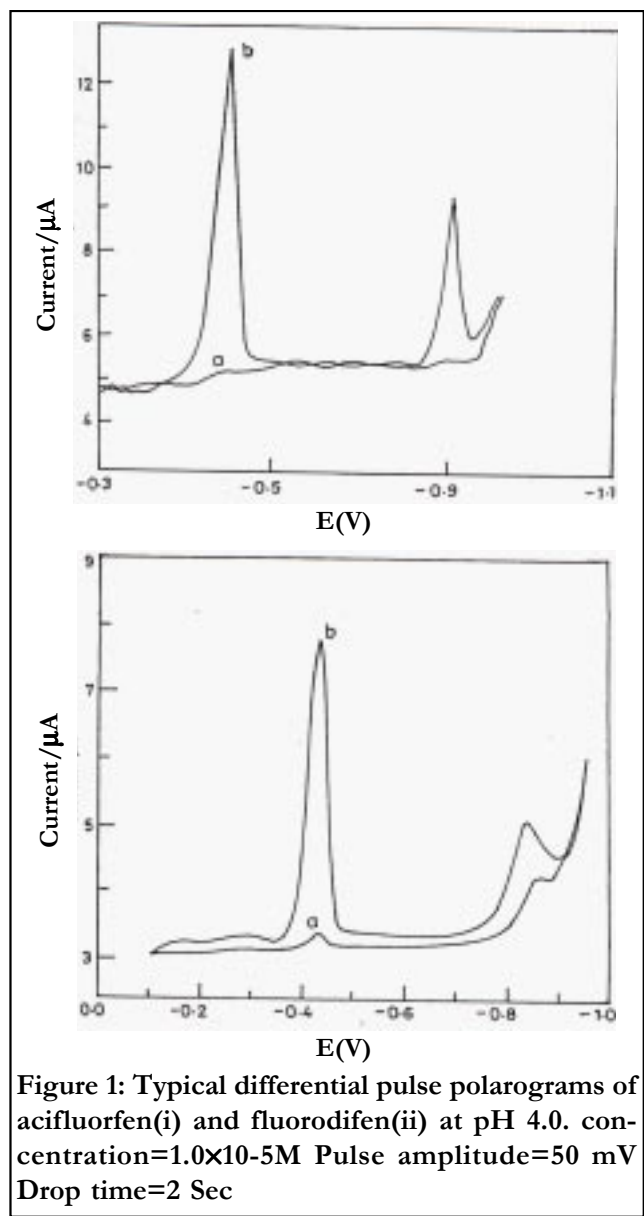 b
12
10
8
6
4
a
Current/μA
-0.3
-0.5
-0.9
-1.1
E(V)
9
7
5
3
b
a
Current/μA
0.0
-0.2
-0.4
-0.6
-0.8
-1.0
E(V)
Figure 1: Typical differential pulse polarograms of
acifluorfen(i) and fluorodifen(ii) at pH 4.0. con-
centration=1.0×10-5M Pulse amplitude=50 mV
Drop time=2 Sec